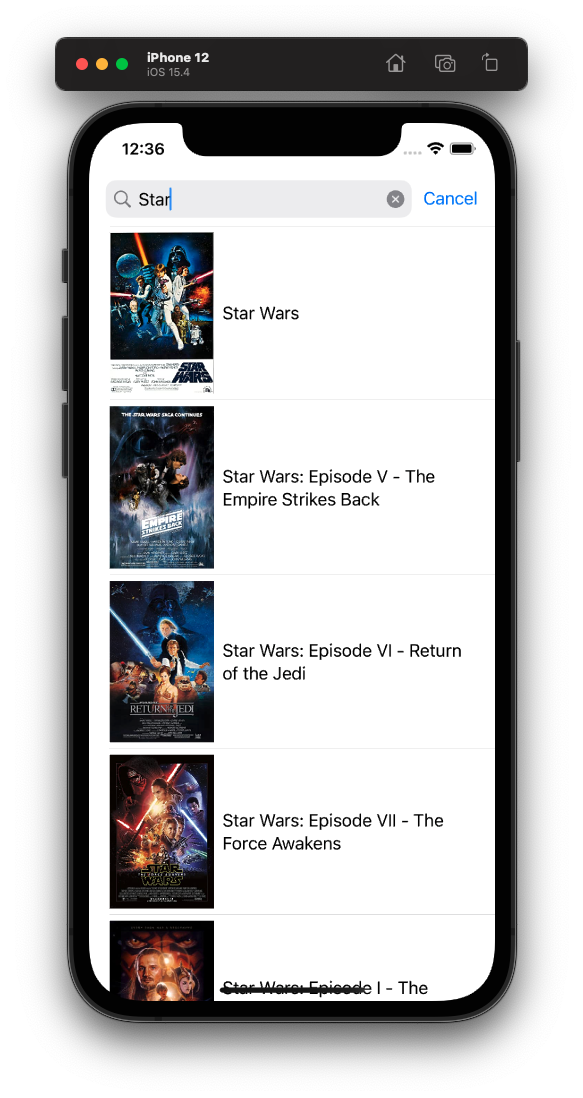 iPhone 12
iOS 15.4
12:36
Star
Cancel
STAR
WARS
Star Wars
THE STAR WARS SAGA CONTINUES
THE
EMPIRE
STRIKES BACK
Star Wars: Episode V - The
Empire Strikes Back
RETURN OF THE JEDI
Star Wars: Episode VI - Return
of the Jedi
STAR
WARS
Star Wars: Episode VII - The
Force Awakens
Star Wars: Episode I - The